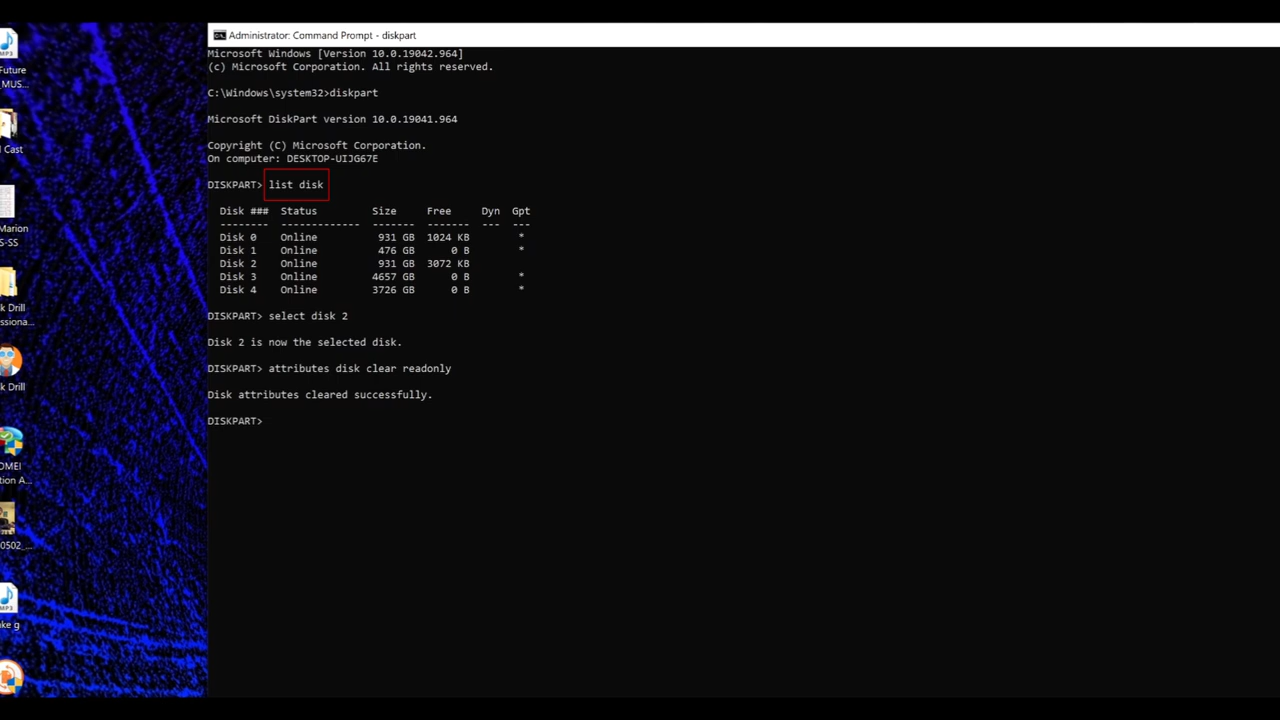 Administrator: Command Prompt - diskpart
Microsoft Windows [Version 10.0.19042.964]
(c) Microsoft Corporation. All rights reserved.
C:\Windows\system32>diskpart
Microsoft DiskPart version 10.0.19041.964
Copyright (C) Microsoft Corporation.
On computer: DESKTOP-UIJG67E
DISKPART> list disk
Disk ### Status Size Free Dyn Gpt
-------- ------------- ------- ------- --- ---
Disk 0 Online 931 GB 1024 KB *
Disk 1 Online 476 GB 0 B *
Disk 2 Online 931 GB 3072 KB
Disk 3 Online 4657 GB 0 B *
Disk 4 Online 3726 GB 0 B *
DISKPART> select disk 2
Disk 2 is now the selected disk.
DISKPART> attributes disk clear readonly
Disk attributes cleared successfully.
DISKPART>
MP3
Future
_MUS...
l Cast
Marion
S-SS
k Drill
essiona...
k Drill
OMEI
tion A...
0502_...
MP3
ke g